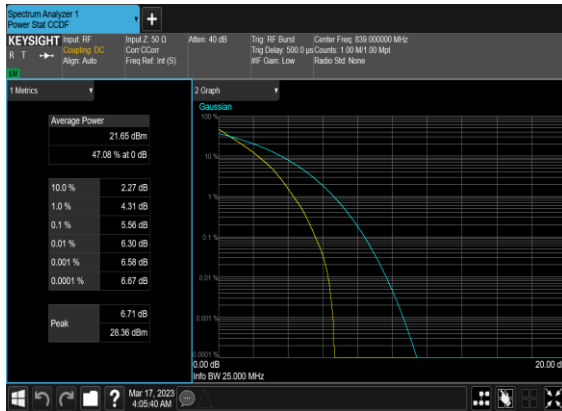 Spectrum Analyzer 1
Power Stat CCDF
+
KEYSIGHT
R T
Input: RF
Coupling: DC
Align: Auto
Input Z: 50 Ω
Corr CCorr
Freq Ref: Int (S)
Atten: 40 dB
Trig: RF Burst
Trig Delay: 500.0 µs
#IF Gain: Low
Center Freq: 839.000000 MHz
Counts: 1.00 M/1.00 Mpt
Radio Std: None
1 Metrics
Average Power
21.65 dBm
47.08 % at 0 dB
10.0 % 2.27 dB
1.0 % 4.31 dB
0.1 % 5.56 dB
0.01 % 6.30 dB
0.001 % 6.58 dB
0.0001 % 6.67 dB
Peak
6.71 dB
28.36 dBm
2 Graph
Gaussian
100 %
10 %
1 %
0.1 %
0.01 %
0.001 %
0.0001 %
0.00 dB
20.00 d
Info BW 25.000 MHz
?
Mar 17, 2023
4:05:40 AM